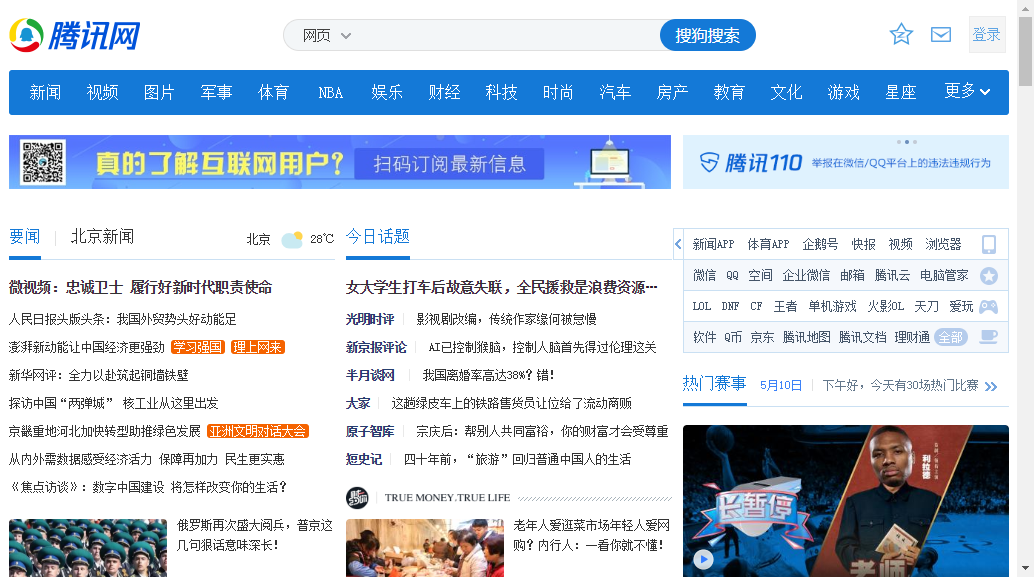 腾讯网
网页
搜狗搜索
登录
新闻 视频 图片 军事 体育 NBA 娱乐 财经 科技 时尚 汽车 房产 教育 文化 游戏 星座 更多
真的了解互联网用户? 扫码订阅最新信息
腾讯110 举报在微信/QQ平台上的违法违规行为
要闻 北京新闻 北京 28℃
微视频：忠诚卫士 履行好新时代职责使命
人民日报头版头条：我国外贸势头好动能足
澎湃新动能让中国经济更强劲 学习强国 理上网来
新华网评：全力以赴筑起铜墙铁壁
探访中国“两弹城” 核工业从这里出发
京畿重地河北加快转型助推绿色发展 亚洲文明对话大会
从内外需数据感受经济活力 保障再加力 民生更实惠
《焦点访谈》：数字中国建设 将怎样改变你的生活？
俄罗斯再次盛大阅兵，普京这
几句狠话意味深长！
今日话题
女大学生打车后故意失联，全民援救是浪费资源…
光明时评 影视剧改编，传统作家缘何被怠慢
新京报评论 AI已控制猴脑，控制人脑首先得过伦理这关
半月谈网 我国离婚率高达38%？错！
大家 这趟绿皮车上的铁路售货员让位给了流动商贩
原子智库 宗庆后：帮别人共同富裕，你的财富才会受尊重
短史记 四十年前，“旅游”回归普通中国人的生活
TRUE MONEY.TRUE LIFE
老年人爱逛菜市场年轻人爱网
购？内行人：一看你就不懂！
新闻APP 体育APP 企鹅号 快报 视频 浏览器
微信 QQ 空间 企业微信 邮箱 腾讯云 电脑管家
LOL DNF CF 王者 单机游戏 火影OL 天刀 爱玩
软件 Q币 京东 腾讯地图 腾讯文档 理财通 全部
热门赛事 5月10日 下午好，今天有30场热门比赛
长暂停
利拉德
老师